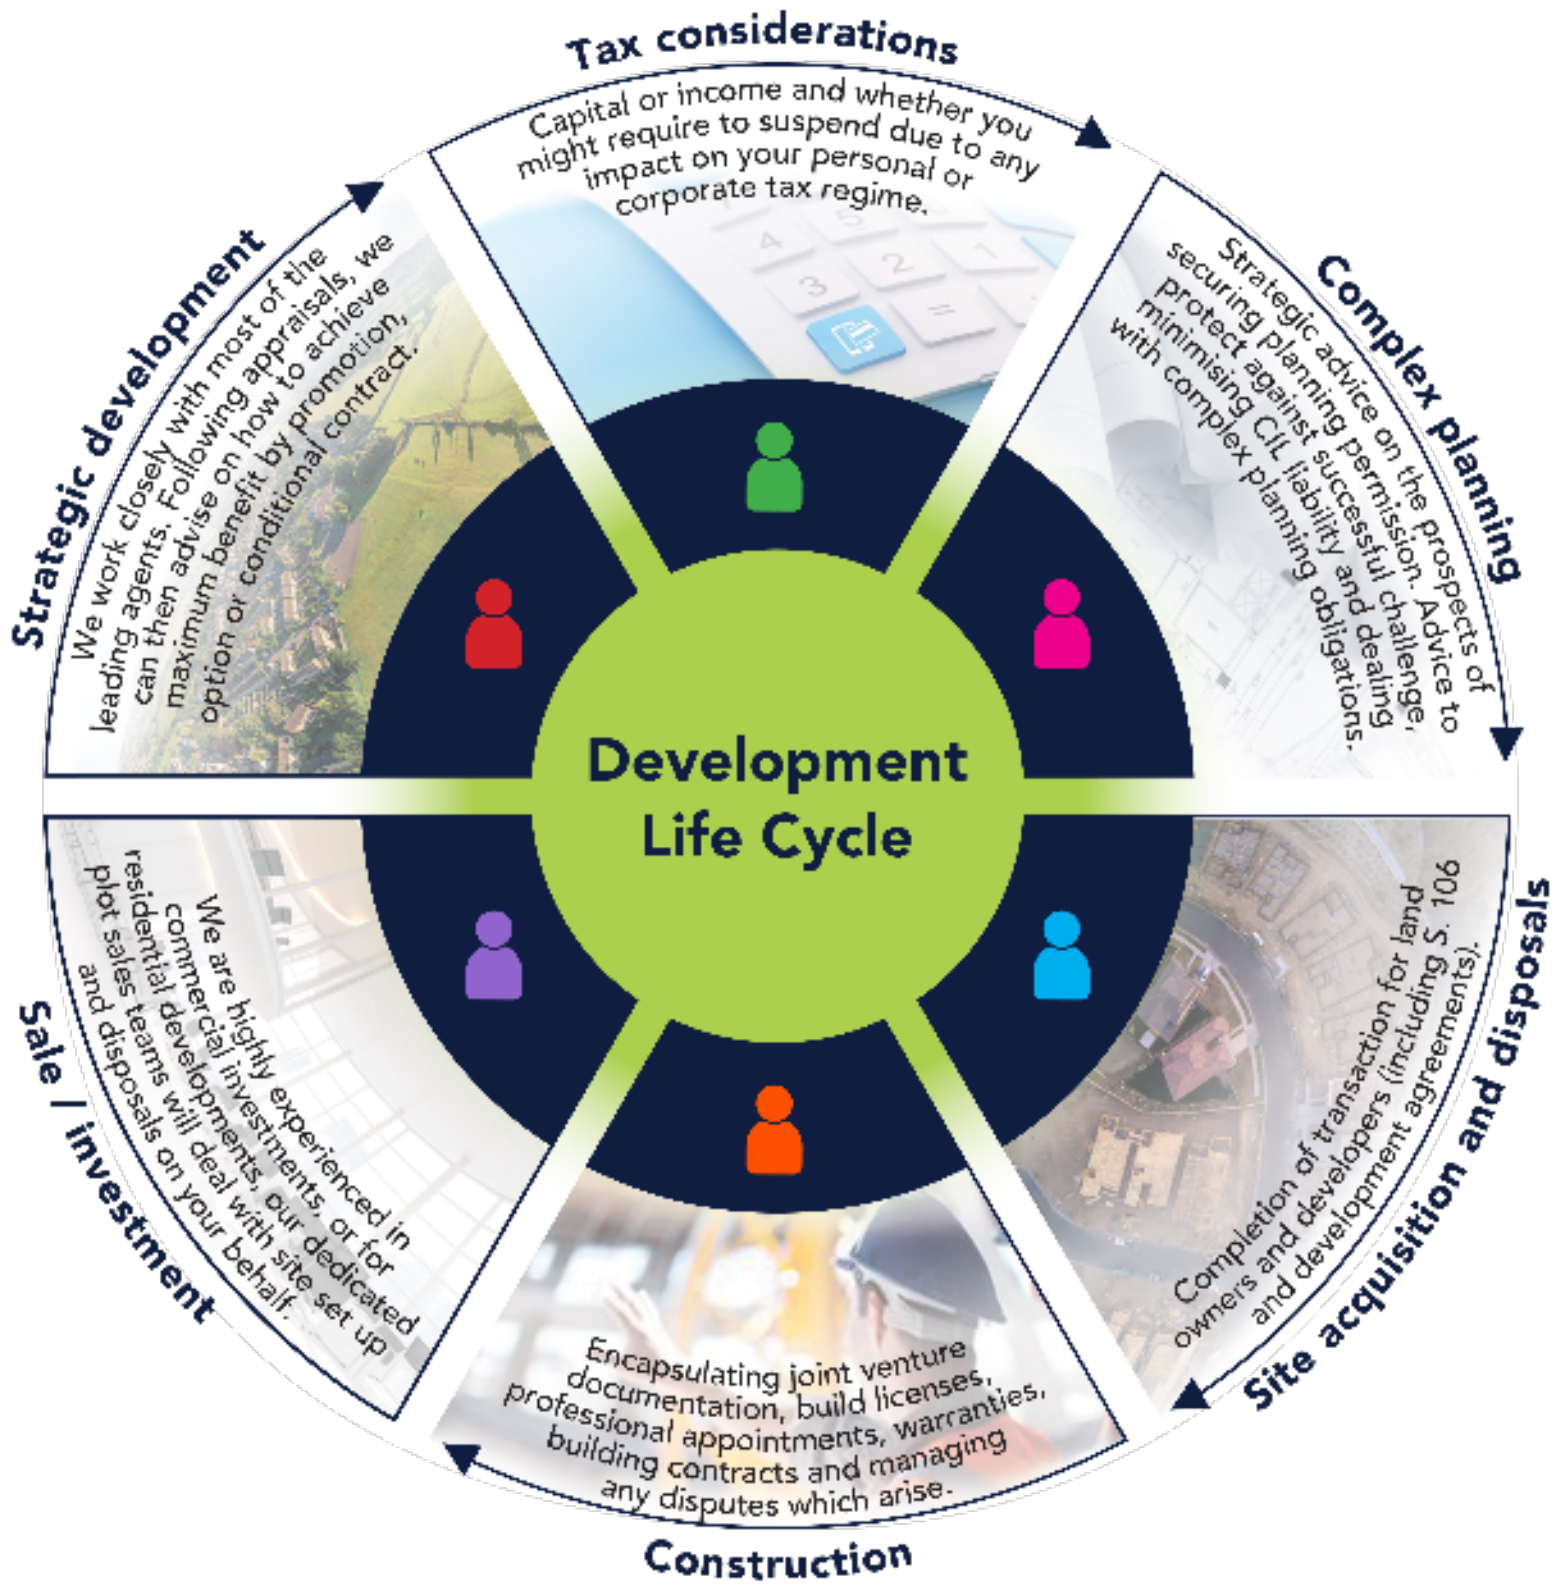 Tax considerations
Capital or income and whether you
might require to suspend due to any
impact on your personal or
corporate tax regime.
Complex planning
Strategic advice on the prospects of
securing planning permission. Advice to
protect against successful challenge,
minimising CIL liability and dealing
with complex planning obligations.
Site acquisition and disposals
Completion of transaction for land
owners and developers (including S. 106
and development agreements).
Construction
Encapsulating joint venture
documentation, build licenses,
professional appointments, warranties,
building contracts and managing
any disputes which arise.
Sale / investment
We are highly experienced in
commercial investments, or for
residential developments, our dedicated
plot sales teams will deal with site set up
and disposals on your behalf.
Strategic development
We work closely with most of the
leading agents. Following appraisals, we
can then advise on how to achieve
maximum benefit by promotion,
option or conditional contract.
Development
Life Cycle
4 5
3 2 1
=